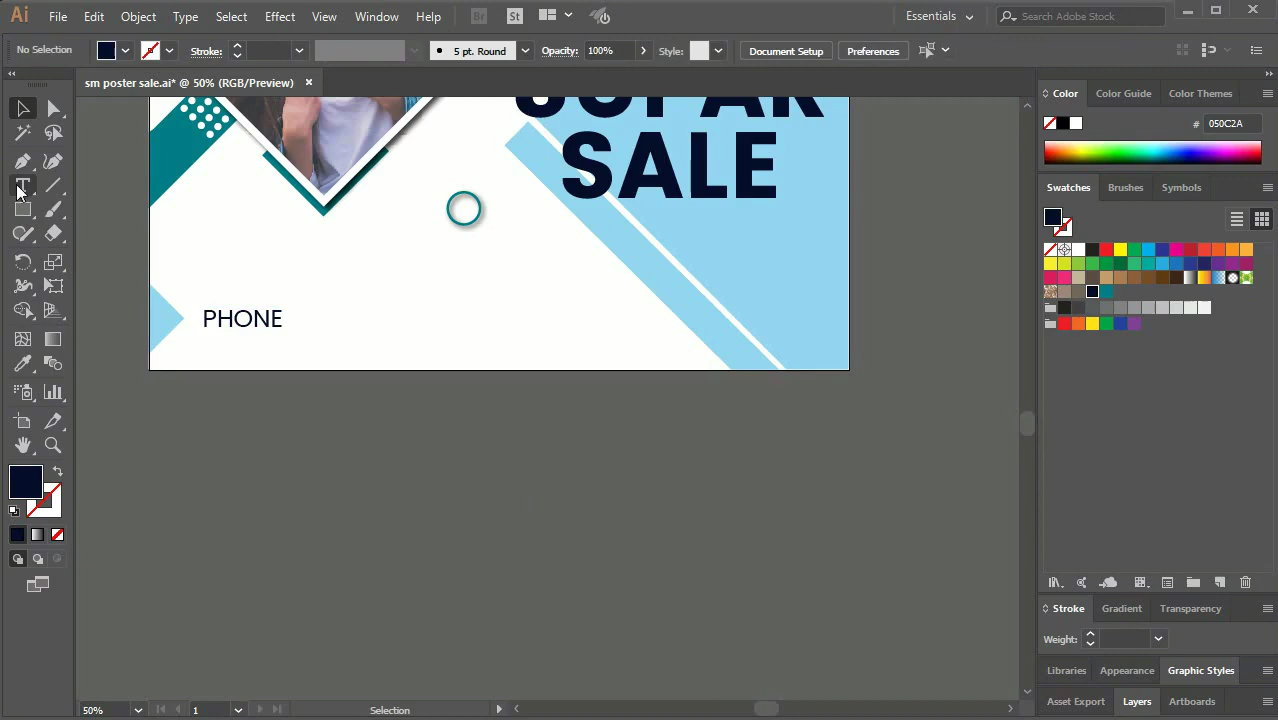 Ai File Edit Object Type Select Effect View Window Help Br St Essentials Search Adobe Stock
No Selection Stroke: 5 pt. Round Opacity: 100% Style: Document Setup Preferences
sm poster sale.ai* @ 50% (RGB/Preview) ×
Color Color Guide Color Themes
# 050C2A
SALE
Swatches Brushes Symbols
PHONE
Stroke Gradient Transparency
Weight:
Libraries Appearance Graphic Styles
Asset Export Layers Artboards
50% 1 Selection